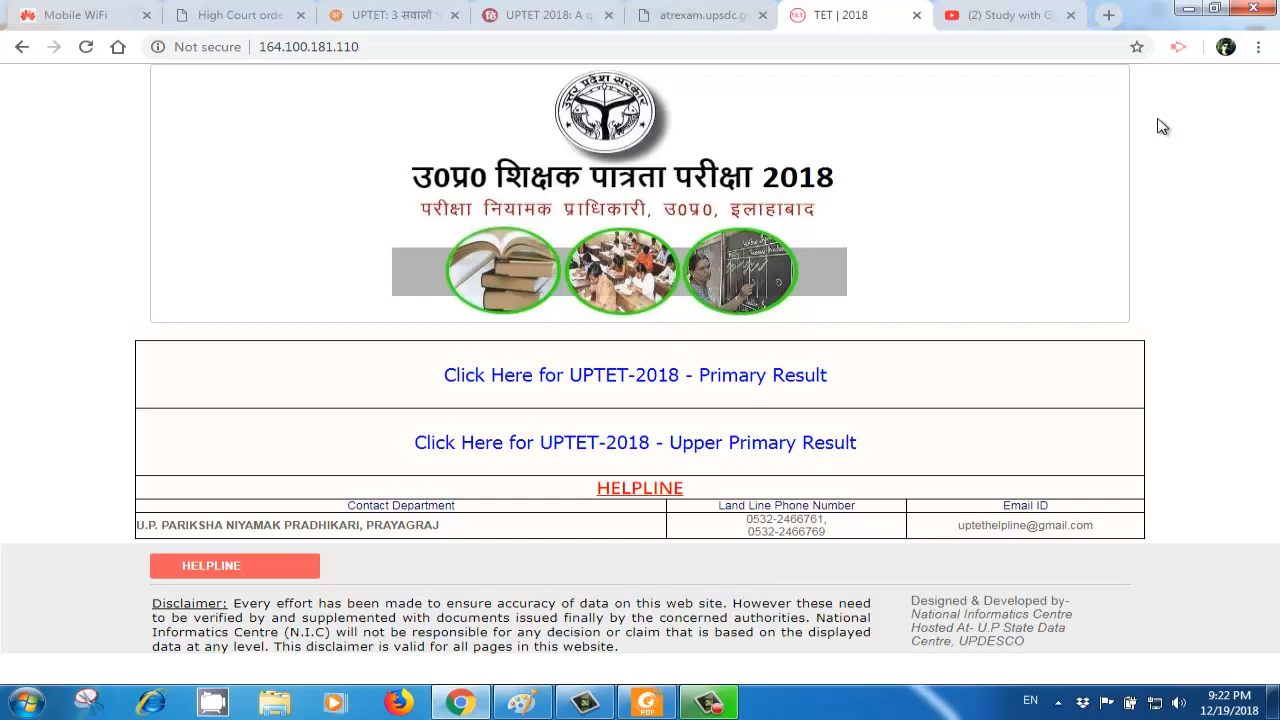 Mobile WiFi
High Court orde
UPTET: 3 सवालों
UPTET
atrexam.upsdc.g
TET | 2018
(2) Study with G
Not secure | 164.100.181.110
उत्तर प्रदेश सरकार
उ0प्र0 शिक्षक पात्रता परीक्षा 2018
परीक्षा नियामक प्राधिकारी, उ0प्र0, इलाहाबाद
Click Here for UPTET-2018 - Primary Result
Click Here for UPTET-2018 - Upper Primary Result
HELPLINE
Contact Department Land Line Phone Number Email ID
U.P. PARIKSHA NIYAMAK PRADHIKARI, PRAYAGRAJ 0532-2466761, uptethelpline@gmail.com
0532-2466769
HELPLINE
Disclaimer: Every effort has been made to ensure accuracy of data on this web site. However these need
to be verified by and supplemented with documents issued finally by the concerned authorities. National
Informatics Centre (N.I.C) will not be responsible for any decision or claim that is based on the displayed
data at any level. This disclaimer is valid for all pages in this website.
Designed & Developed by-
National Informatics Centre
Hosted At- U.P State Data
Centre, UPDESCO
PDF
EN
9:22 PM
12/19/2018